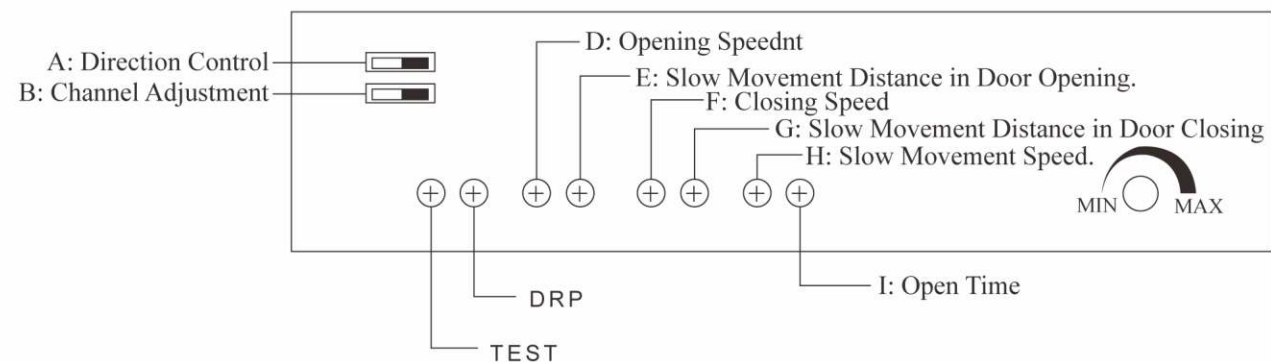 A: Direction Control
B: Channel Adjustment
D: Opening Speednt
E: Slow Movement Distance in Door Opening.
F: Closing Speed
G: Slow Movement Distance in Door Closing
H: Slow Movement Speed.
MIN MAX
I: Open Time
DRP
TEST